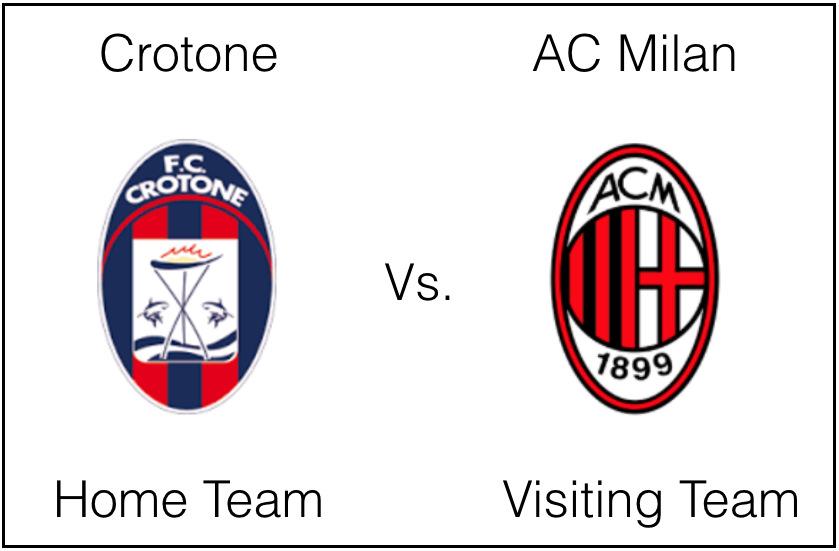 Crotone
AC Milan
F.C.
CROTONE
ACM
1899
Vs.
Home Team
Visiting Team